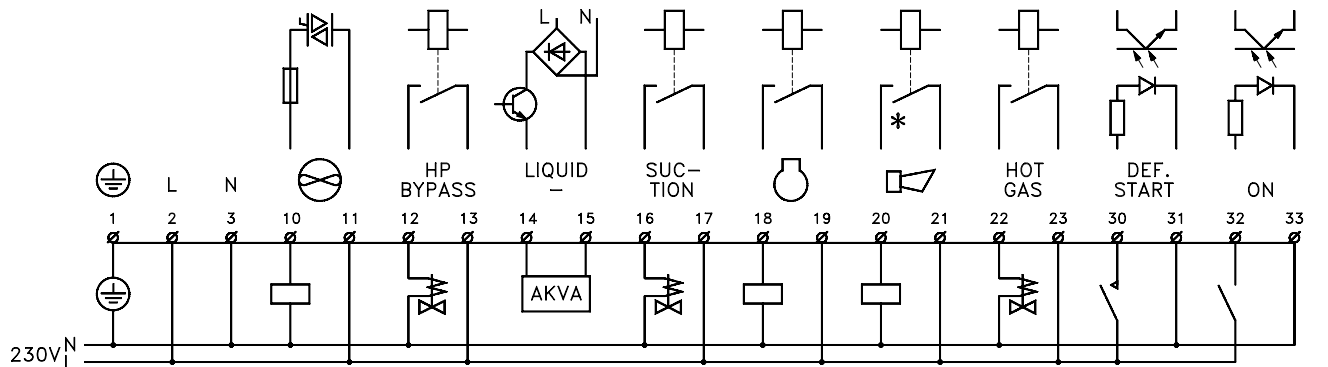 L N
*
L N
HP
BYPASS
LIQUID
–
SUC–
TION
HOT
GAS
DEF.
START
ON
1 2 3 10 11 12 13 14 15 16 17 18 19 20 21 22 23 30 31 32 33
AKVA
230V N
L